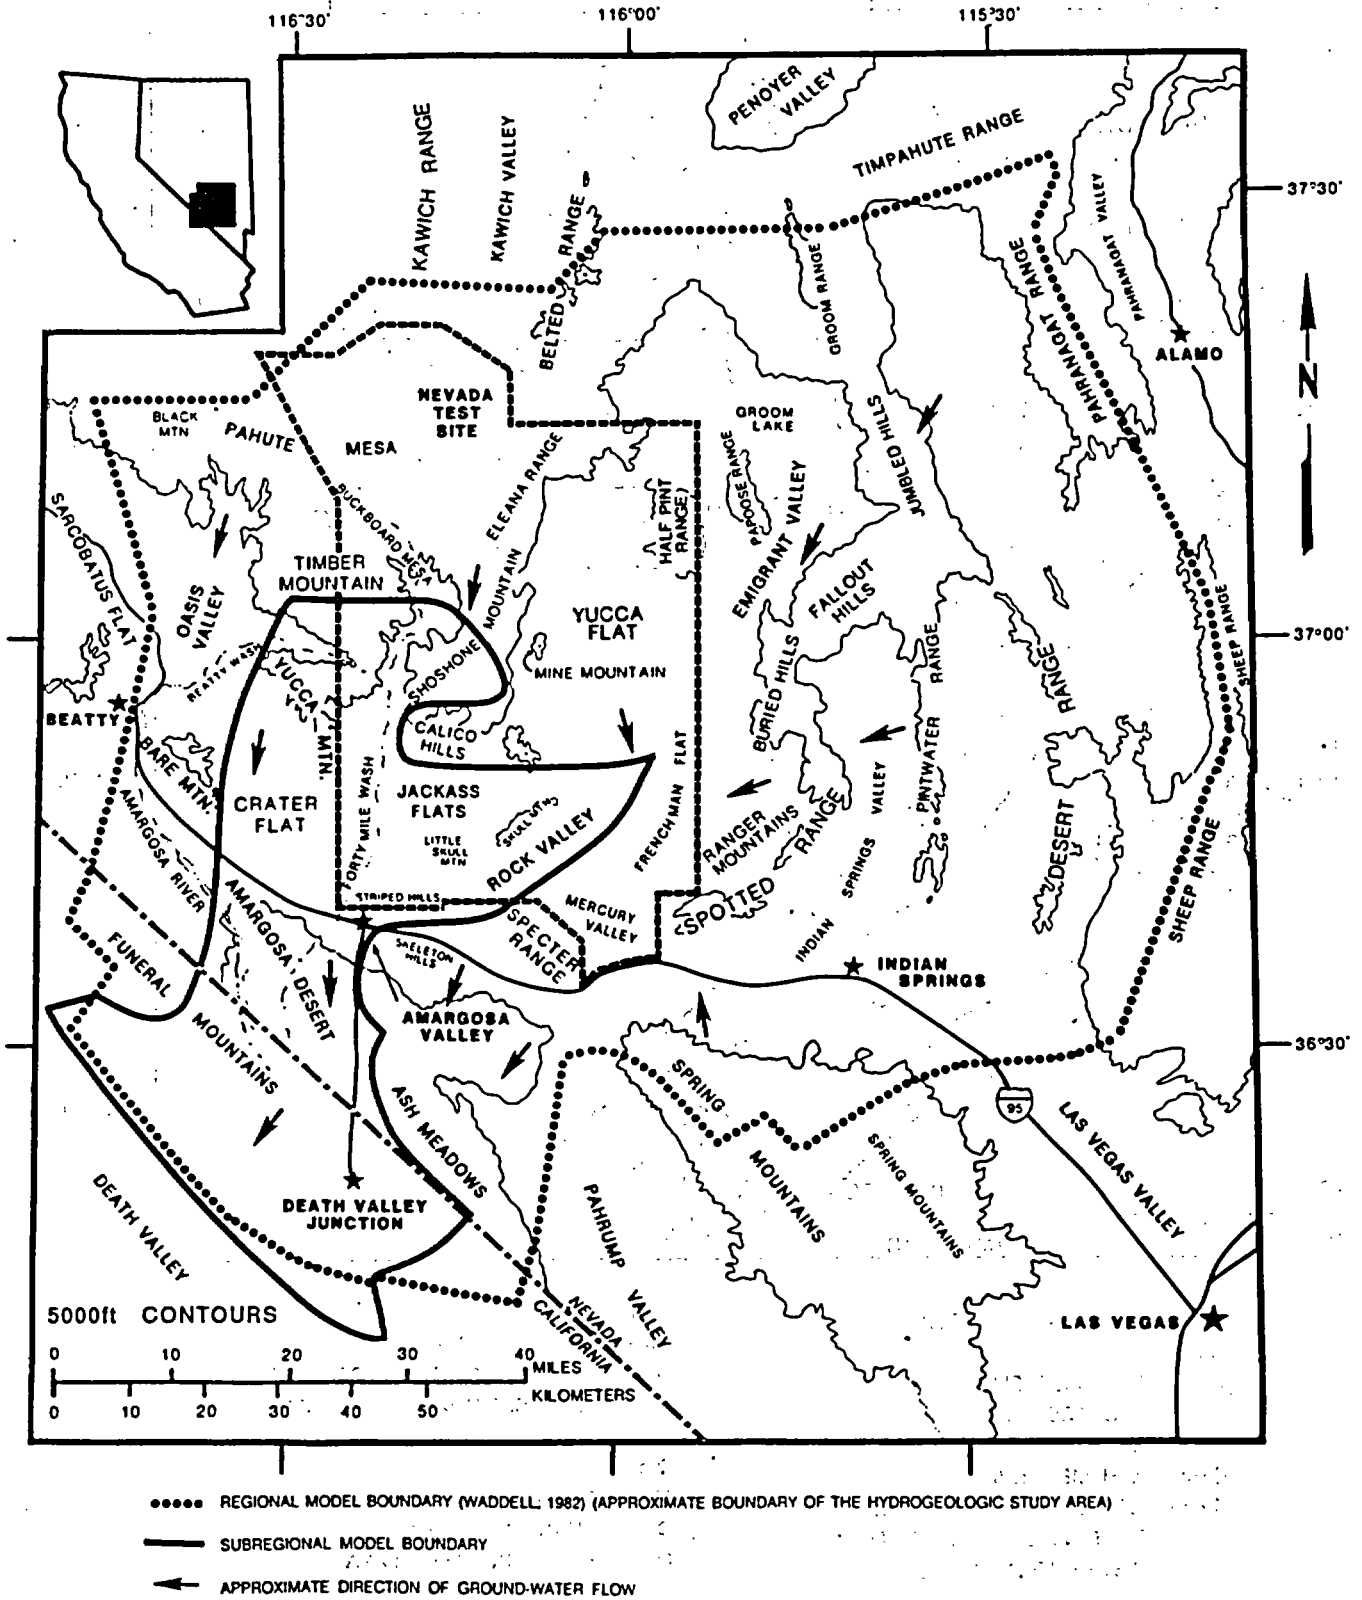 116°30'
116°00'
115°30'
PENOYER
VALLEY
KAWICH RANGE
KAWICH VALLEY
TIMPAHUTE RANGE
37°30'
BELTED RANGE
GROOM RANGE
PAHRANAGAT VALLEY
PAHRANAGAT RANGE
ALAMO
N
BLACK
MTN
PAHUTE
MESA
NEVADA
TEST
SITE
GROOM
LAKE
JUMBLED HILLS
SARCOBATUS FLAT
BUCKBOARD MESA
ELEANA RANGE
HALF PINT
RANGE)
PAPOOSE RANGE
EMIGRANT VALLEY
TIMBER
MOUNTAIN
OASIS
VALLEY
SHOSHONE MOUNTAIN
YUCCA
FLAT
FALLOUT
HILLS
SHEEP RANGE
37°00'
BEATTY WASH
YUCCA MTN.
MINE MOUNTAIN
BURIED HILLS
PINTWATER RANGE
DESERT RANGE
BEATTY
BARE MTN.
CALICO
HILLS
FRENCHMAN FLAT
CRATER
FLAT
FORTYMILE WASH
JACKASS
FLATS
LITTLE
SKULL
MTN
SKULL MTN
ROCK VALLEY
RANGER
MOUNTAINS
SPOTTED RANGE
INDIAN SPRINGS VALLEY
SHEEP RANGE
AMARGOSA RIVER
STRIPED HILLS
AMARGOSA DESERT
SKELETON
HILLS
SPECTER
RANGE
MERCURY
VALLEY
INDIAN
SPRINGS
FUNERAL
MOUNTAINS
AMARGOSA
VALLEY
36°30'
SPRING
MOUNTAINS
95
LAS VEGAS VALLEY
ASH MEADOWS
SPRING MOUNTAINS
DEATH VALLEY
JUNCTION
DEATH VALLEY
PAHRUMP
VALLEY
NEVADA
CALIFORNIA
LAS VEGAS
5000ft CONTOURS
0 10 20 30 40
MILES
KILOMETERS
0 10 20 30 40 50
REGIONAL MODEL BOUNDARY (WADDELL, 1982) (APPROXIMATE BOUNDARY OF THE HYDROGEOLOGIC STUDY AREA)
SUBREGIONAL MODEL BOUNDARY
APPROXIMATE DIRECTION OF GROUND-WATER FLOW